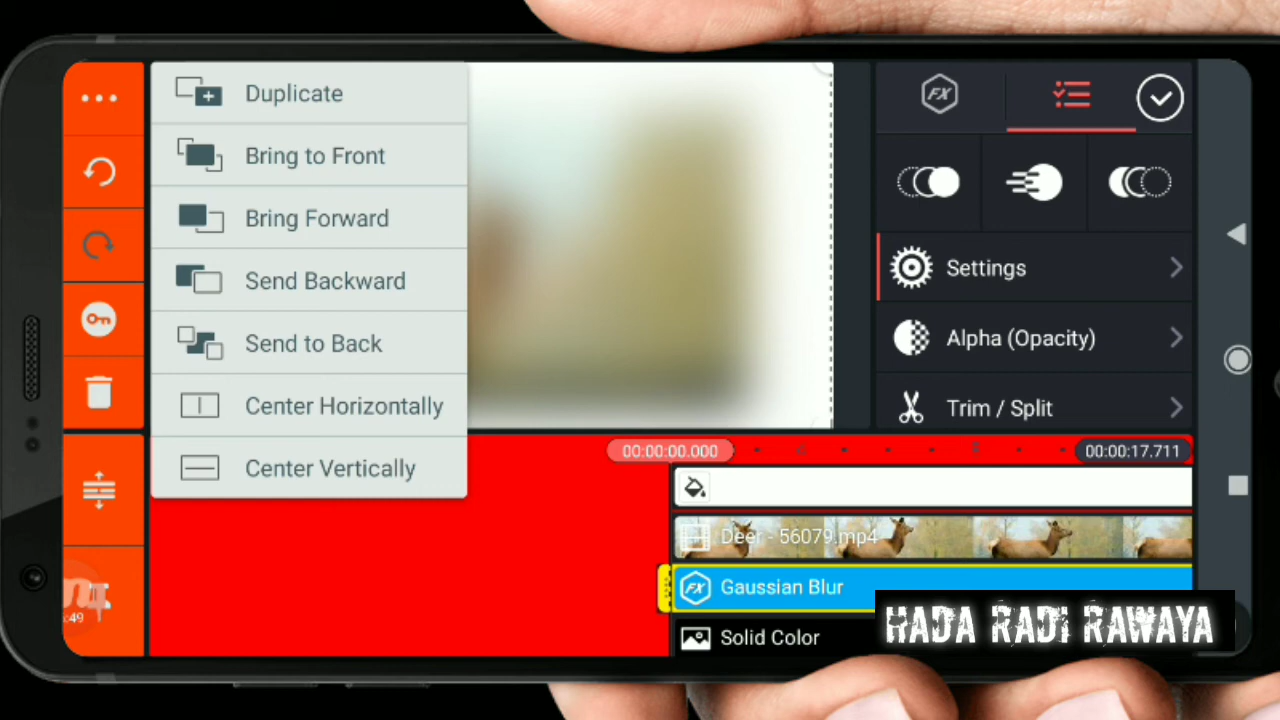 Duplicate
Bring to Front
Bring Forward
Send Backward
Send to Back
Center Horizontally
Center Vertically
FX
Settings
Alpha (Opacity)
Trim / Split
00:00:00.000
00:00:17.711
Deer - 56079.mp4
FX
Gaussian Blur
Solid Color
:49
HADA RADI RAWAYA